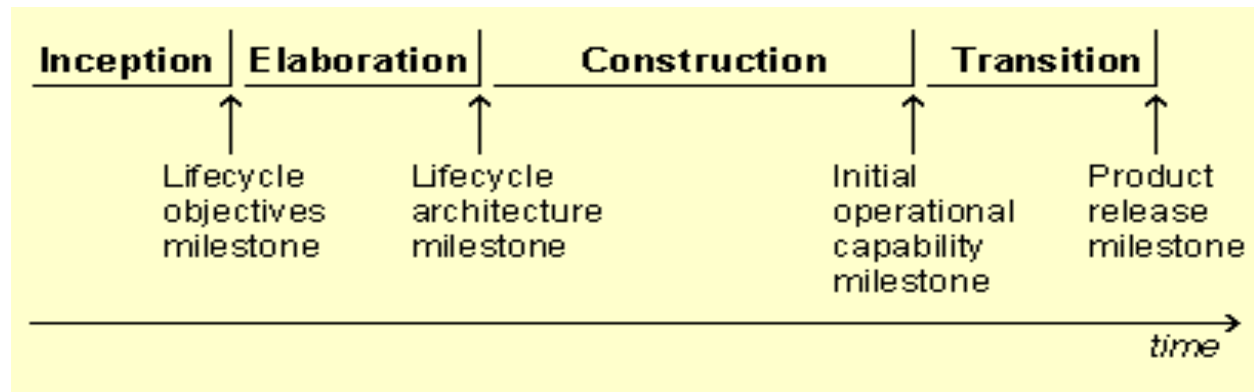 Inception Elaboration Construction Transition
Lifecycle
objectives
milestone
Lifecycle
architecture
milestone
Initial
operational
capability
milestone
Product
release
milestone
time